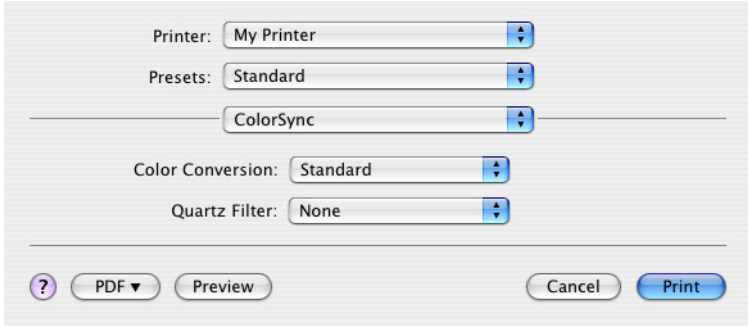 Printer: My Printer
Presets: Standard
ColorSync
Color Conversion: Standard
Quartz Filter: None
? PDF ▼ Preview Cancel Print